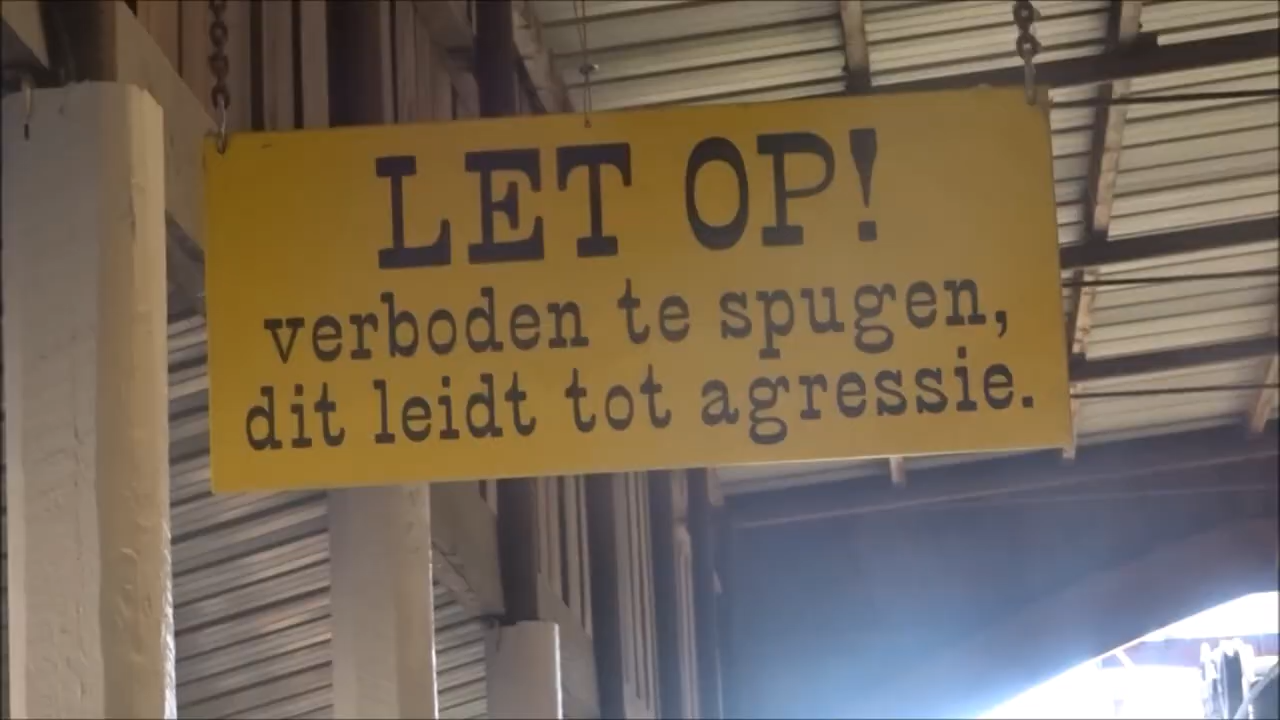 LET OP!
verboden te spugen,
dit leidt tot agressie.